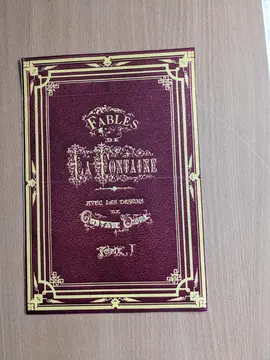 FABLES
DE
LA FONTAINE
AVEC LES DESSINS
DE
GUSTAVE DORÉ
TOME I